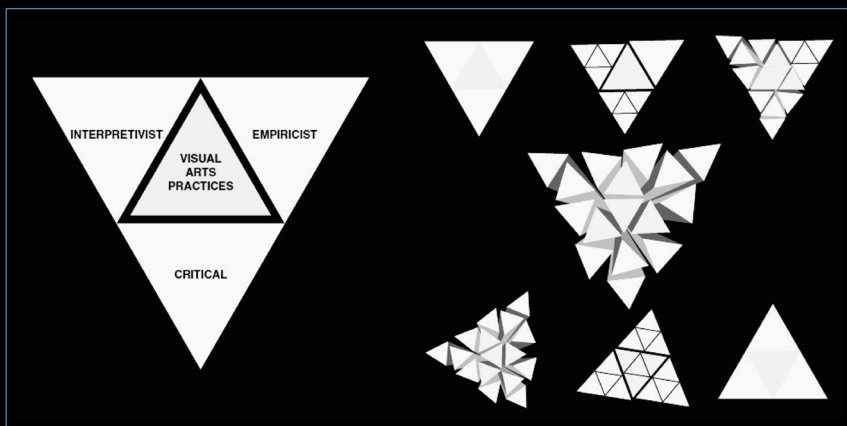 INTERPRETIVIST
EMPIRICIST
VISUAL
ARTS
PRACTICES
CRITICAL